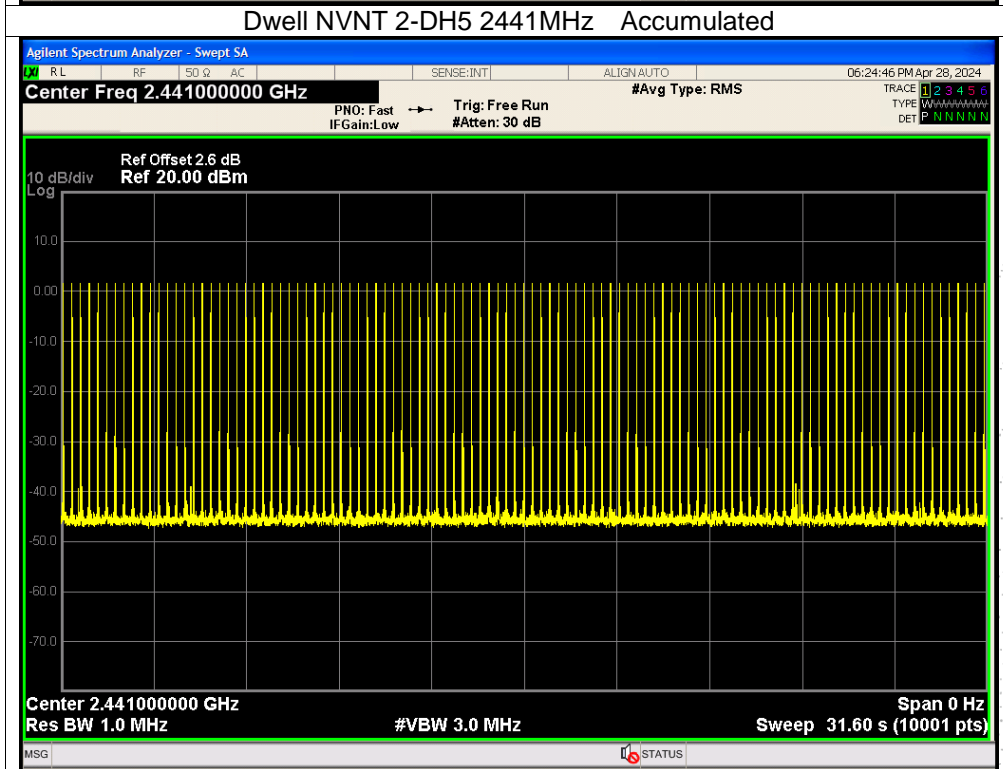 Dwell NVNT 2-DH5 2441MHz Accumulated
Agilent Spectrum Analyzer - Swept SA
LXI RL RF 50 Ω AC SENSE:INT ALIGN AUTO 06:24:46 PM Apr 28, 2024
Center Freq 2.441000000 GHz #Avg Type: RMS TRACE 1 2 3 4 5 6
PNO: Fast Trig: Free Run TYPE WWWWWW
IFGain:Low #Atten: 30 dB DET P N N N N N
Ref Offset 2.6 dB
10 dB/div Ref 20.00 dBm
Log
10.0
0.00
-10.0
-20.0
-30.0
-40.0
-50.0
-60.0
-70.0
Center 2.441000000 GHz Span 0 Hz
Res BW 1.0 MHz #VBW 3.0 MHz Sweep 31.60 s (10001 pts)
MSG STATUS